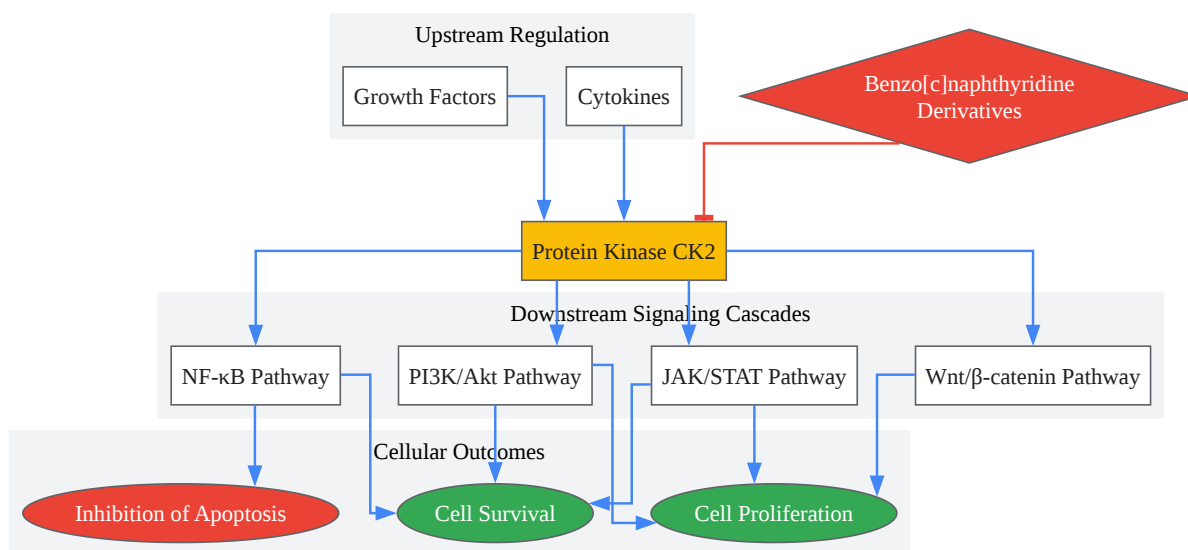 Upstream Regulation
Growth Factors
Cytokines
Benzo[c]naphthyridine
Derivatives
Protein Kinase CK2
Downstream Signaling Cascades
NF-κB Pathway
PI3K/Akt Pathway
JAK/STAT Pathway
Wnt/β-catenin Pathway
Cellular Outcomes
Inhibition of Apoptosis
Cell Survival
Cell Proliferation